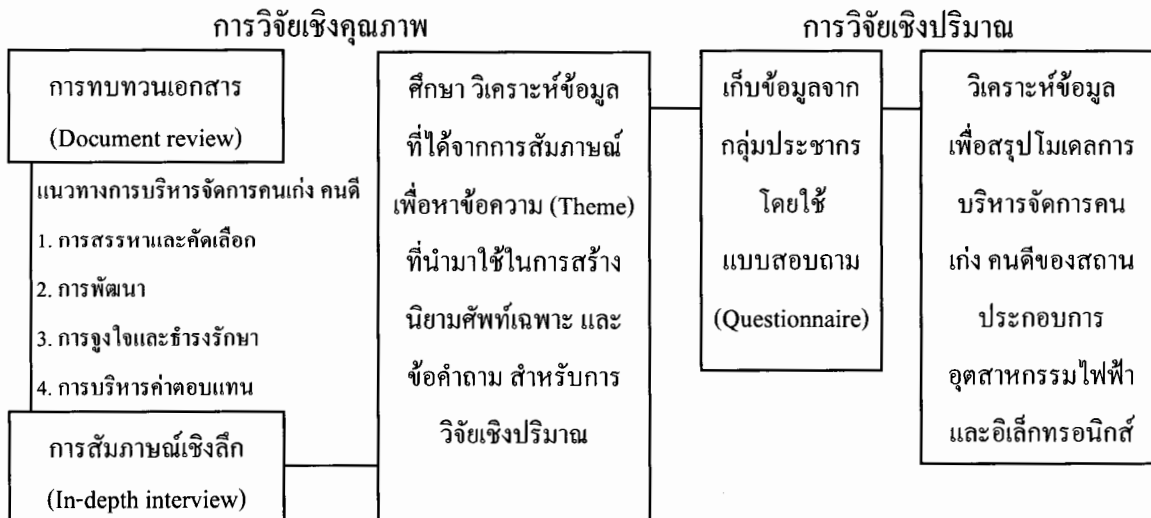 การวิจัยเชิงคุณภาพ
การทบทวนเอกสาร
(Document review)
แนวทางการบริหารจัดการคนเก่ง คนดี
1. การสรรหาและคัดเลือก
2. การพัฒนา
3. การจูงใจและธำรงรักษา
4. การบริหารค่าตอบแทน
การสัมภาษณ์เชิงลึก
(In-depth interview)
ศึกษา วิเคราะห์ข้อมูล
ที่ได้จากการสัมภาษณ์
เพื่อหาข้อความ (Theme)
ที่นำมาใช้ในการสร้าง
นิยามศัพท์เฉพาะ และ
ข้อคำถาม สำหรับการ
วิจัยเชิงปริมาณ
การวิจัยเชิงปริมาณ
เก็บข้อมูลจาก
กลุ่มประชากร
โดยใช้
แบบสอบถาม
(Questionnaire)
วิเคราะห์ข้อมูล
เพื่อสรุปโมเดลการ
บริหารจัดการคน
เก่ง คนดีของสถาน
ประกอบการ
อุตสาหกรรมไฟฟ้า
และอิเล็กทรอนิกส์